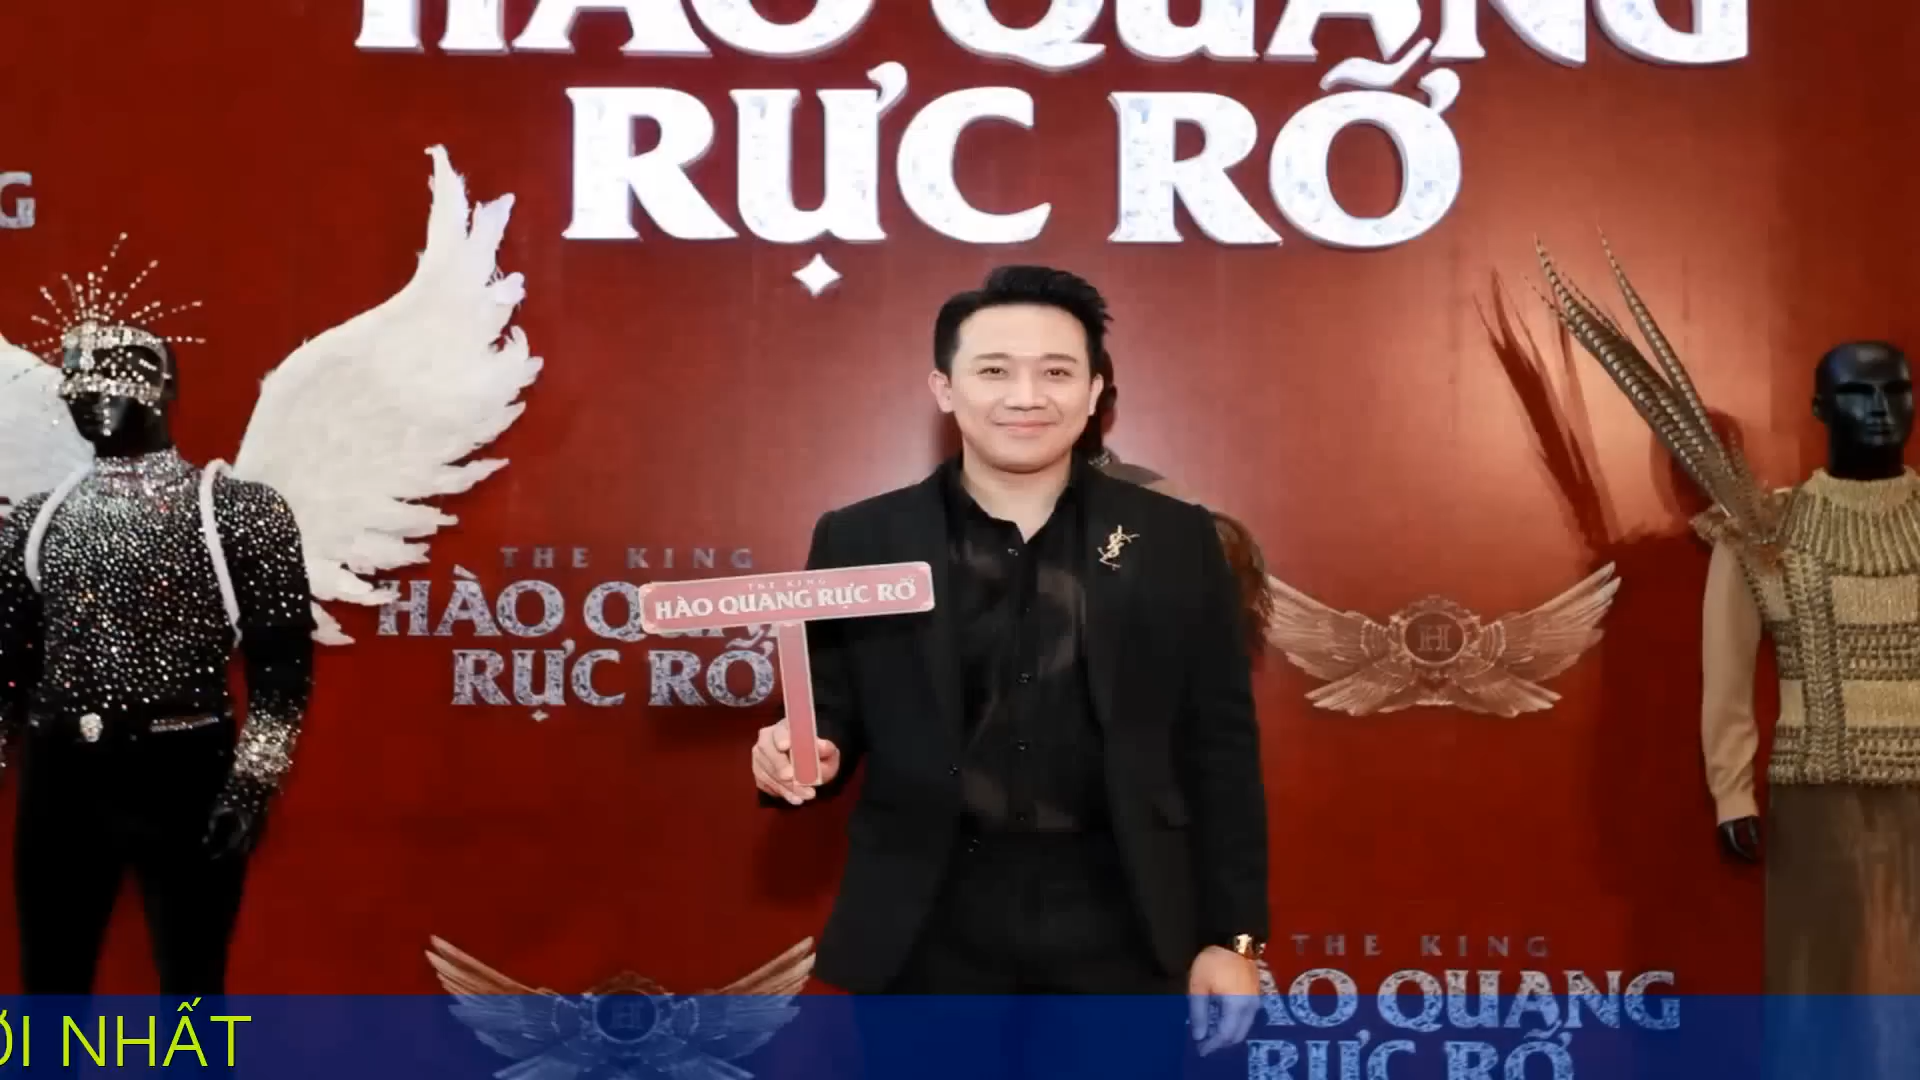 HÀO QUANG
RỰC RỠ
G
THE KING
HÀO QUANG RỰC RỠ
THE KING
HÀO
RỰC RỠ
H
THE KING
HÀO QUANG
RỰC RỠ
H
YSL
ỚI NHẤT